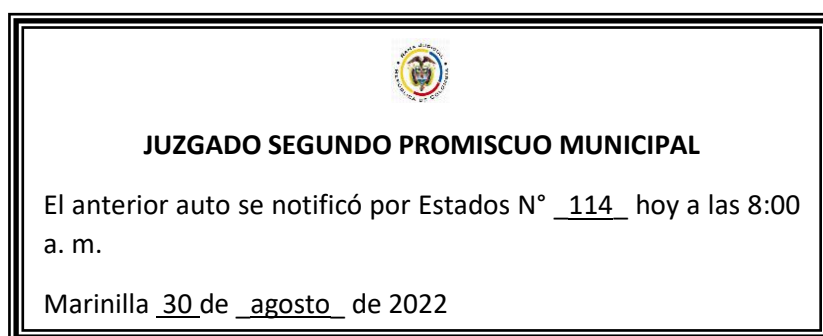 JUZGADO SEGUNDO PROMISCUO MUNICIPAL
El anterior auto se notificó por Estados N° _114_ hoy a las 8:00
a. m.
Marinilla _30 de _agosto_ de 2022